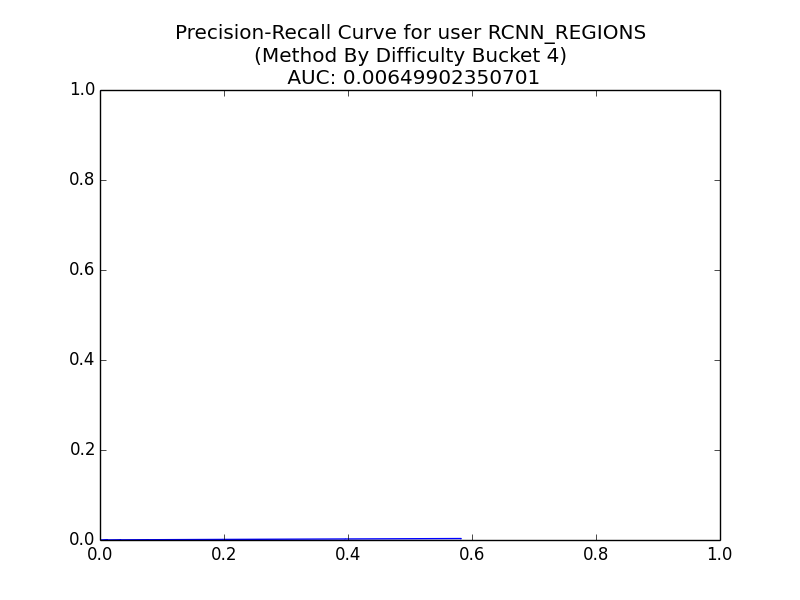 Precision-Recall Curve for user RCNN_REGIONS
(Method By Difficulty Bucket 4)
AUC: 0.00649902350701
1.0
0.8
0.6
0.4
0.2
0.0
0.0 0.2 0.4 0.6 0.8 1.0